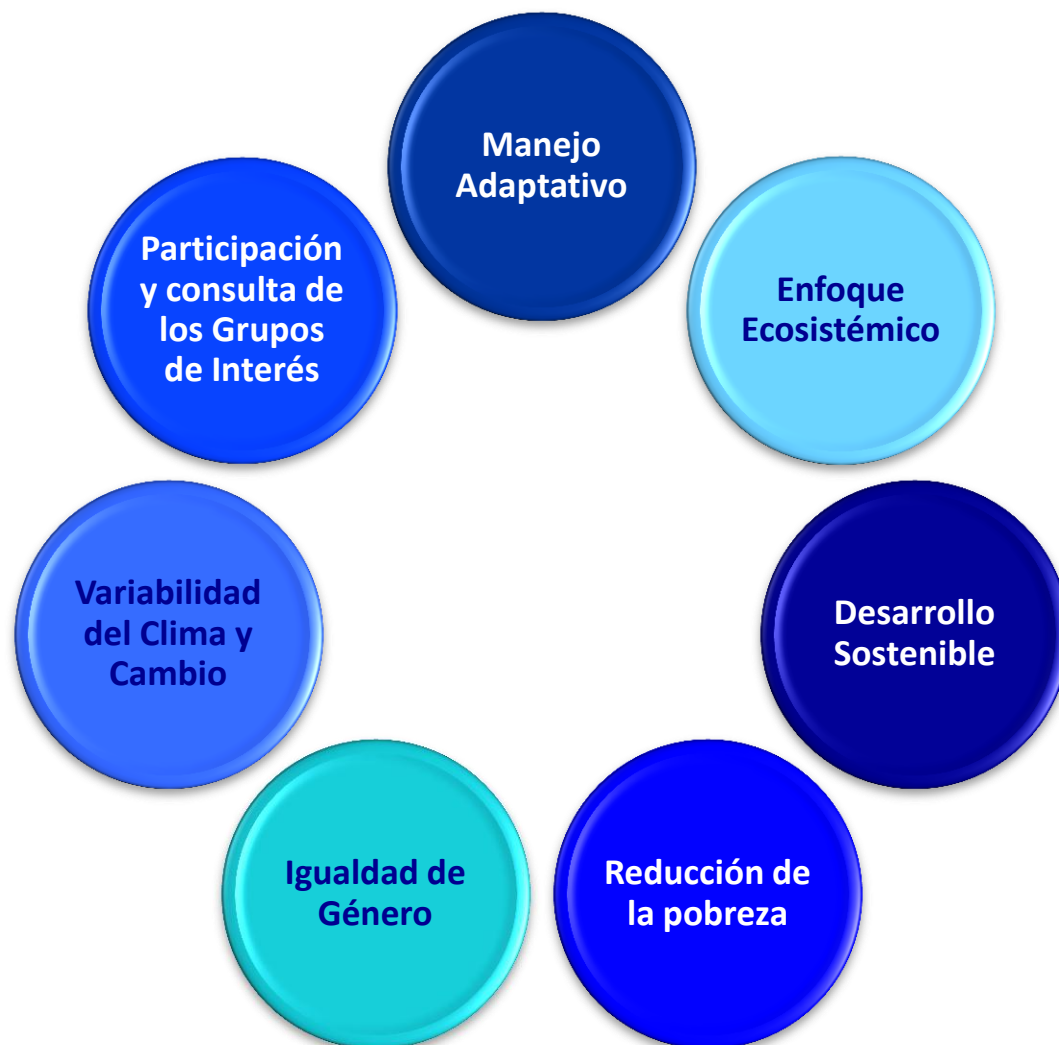 Manejo
Adaptativo
Enfoque
Ecosistémico
Desarrollo
Sostenible
Reducción de
la pobreza
Igualdad de
Género
Variabilidad
del Clima y
Cambio
Participación
y consulta de
los Grupos
de Interés